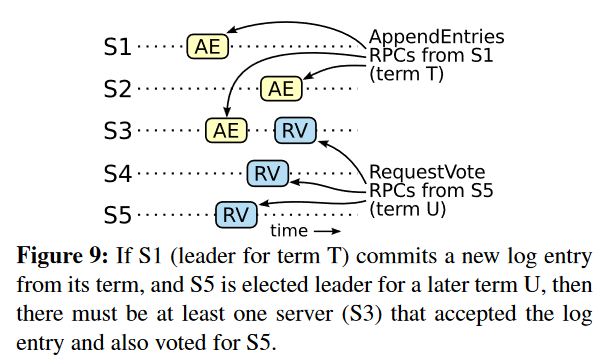 S1 AE
AppendEntries
RPCs from S1
(term T)
S2 AE
S3 AE RV
S4 RV
RequestVote
RPCs from S5
(term U)
S5 RV
time
Figure 9: If S1 (leader for term T) commits a new log entry
from its term, and S5 is elected leader for a later term U, then
there must be at least one server (S3) that accepted the log
entry and also voted for S5.